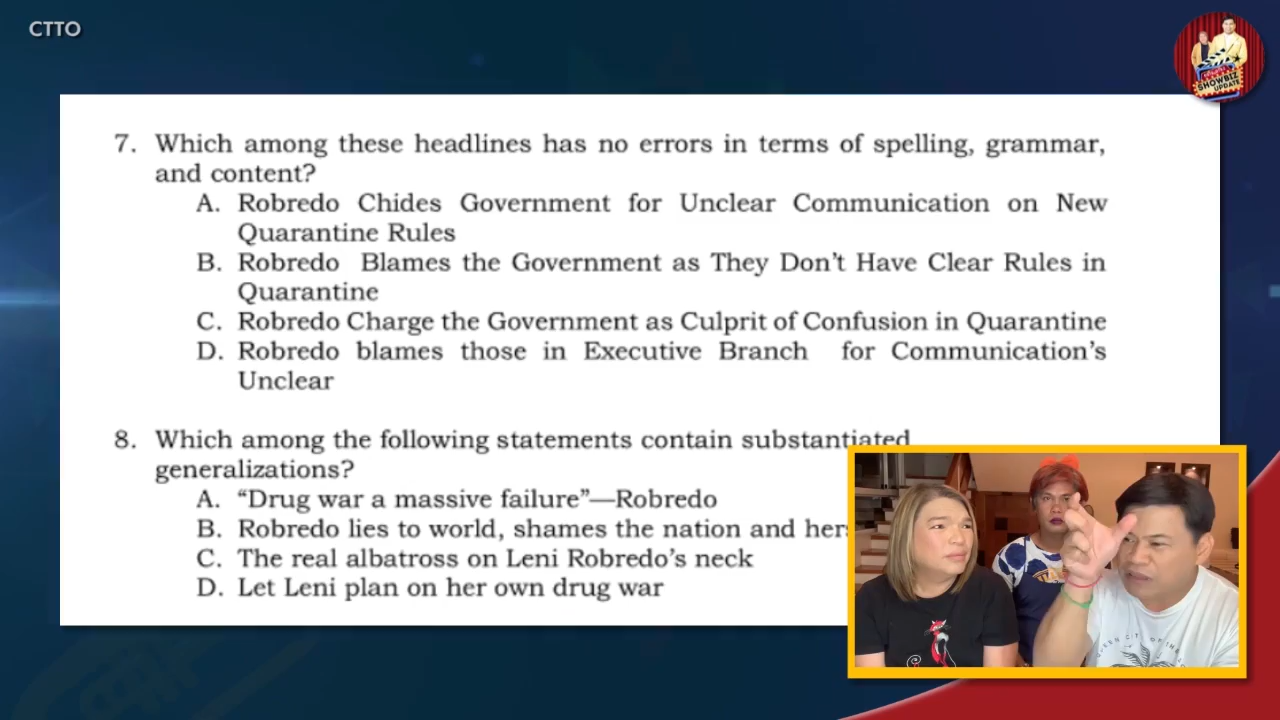 CTTO
SHOWBIZ
UPDATE
7. Which among these headlines has no errors in terms of spelling, grammar,
and content?
A. Robredo Chides Government for Unclear Communication on New
Quarantine Rules
B. Robredo Blames the Government as They Don't Have Clear Rules in
Quarantine
C. Robredo Charge the Government as Culprit of Confusion in Quarantine
D. Robredo blames those in Executive Branch for Communication's
Unclear
8. Which among the following statements contain substantiated
generalizations?
A. “Drug war a massive failure”—Robredo
B. Robredo lies to world, shames the nation and
C. The real albatross on Leni Robredo's neck
D. Let Leni plan on her own drug war